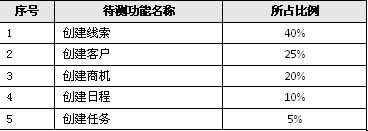 序号 待测功能名称 所占比例
1 创建线索 40%
2 创建客户 25%
3 创建商机 20%
4 创建日程 10%
5 创建任务 5%